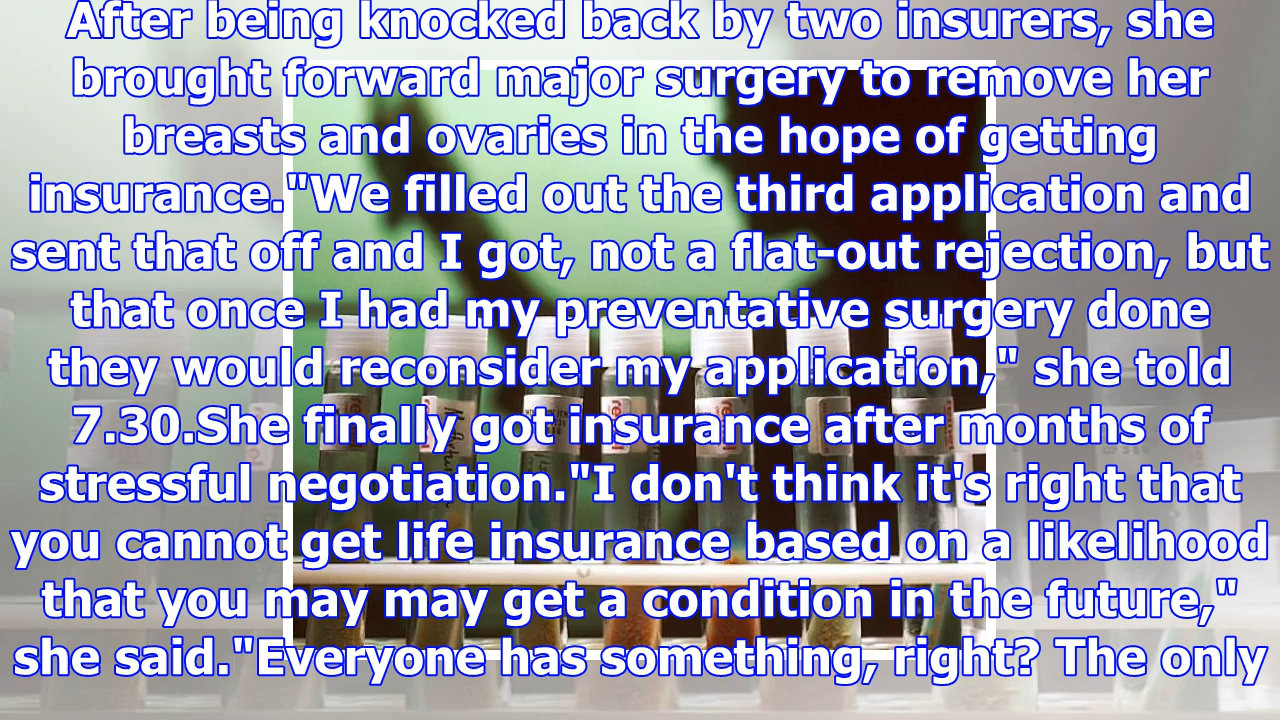 After being knocked back by two insurers, she
brought forward major surgery to remove her
breasts and ovaries in the hope of getting
insurance."We filled out the third application and
sent that off and I got, not a flat-out rejection, but
that once I had my preventative surgery done
they would reconsider my application," she told
7.30.She finally got insurance after months of
stressful negotiation."I don't think it's right that
you cannot get life insurance based on a likelihood
that you may may get a condition in the future,"
she said."Everyone has something, right? The only